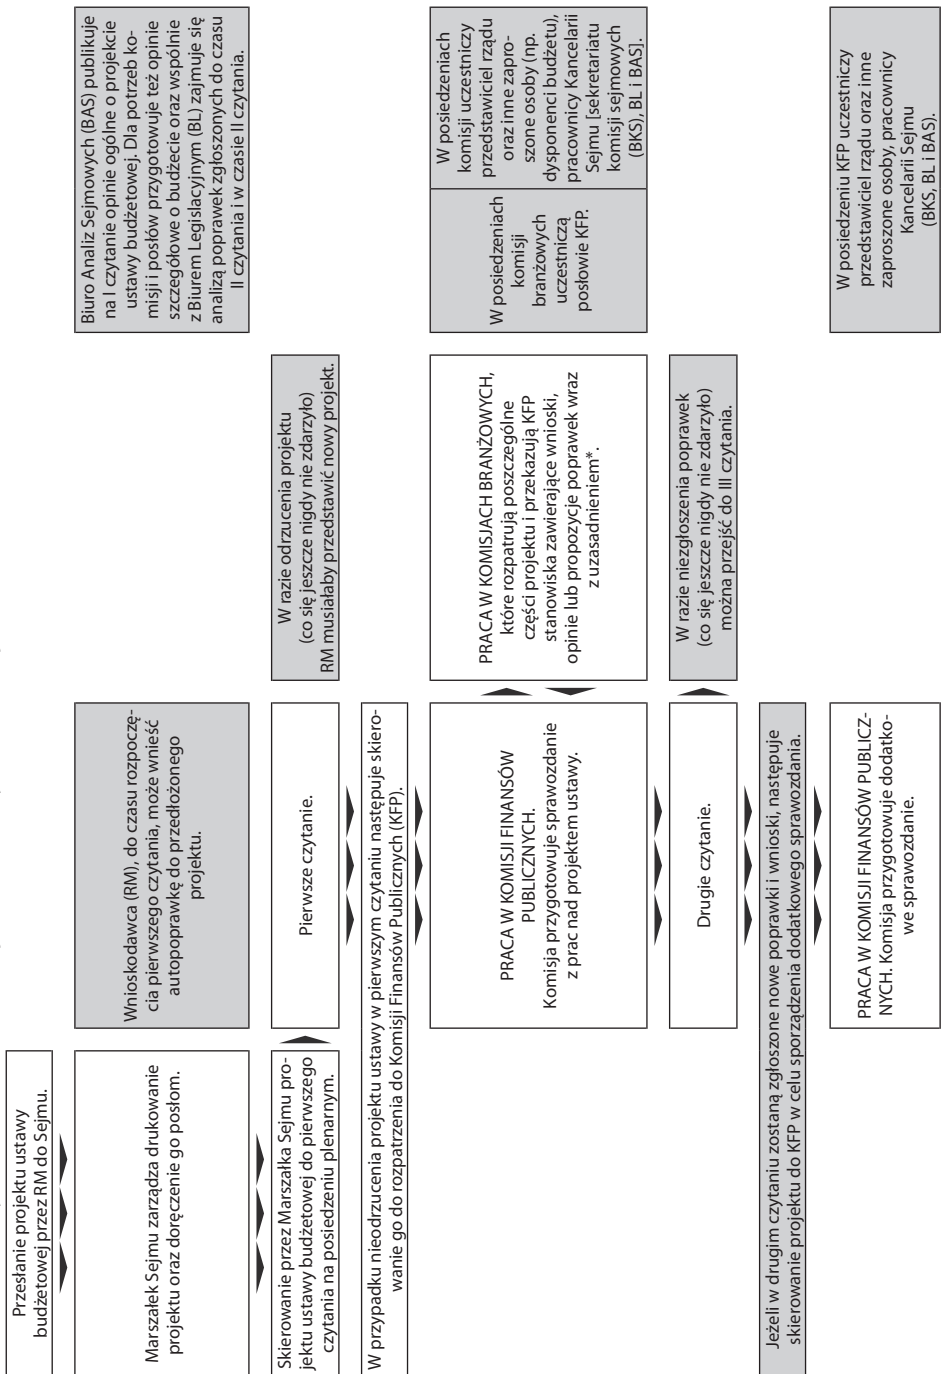 Przesłanie projektu ustawy
budżetowej przez RM do Sejmu.
Marszałek Sejmu zarządza drukowanie
projektu oraz doręczenie go posłom.
Wnioskodawca (RM), do czasu rozpoczę-
cia pierwszego czytania, może wnieść
autopoprawkę do przedłożonego
projektu.
Biuro Analiz Sejmowych (BAS) publikuje
na I czytanie opinie ogólne o projekcie
ustawy budżetowej. Dla potrzeb ko-
misji i posłów przygotowuje też opinie
szczegółowe o budżecie oraz wspólnie
z Biurem Legislacyjnym (BL) zajmuje się
analizą poprawek zgłoszonych do czasu
II czytania i w czasie II czytania.
Skierowanie przez Marszałka Sejmu pro-
jektu ustawy budżetowej do pierwszego
czytania na posiedzeniu plenarnym.
Pierwsze czytanie.
W razie odrzucenia projektu
(co się jeszcze nigdy nie zdarzyło)
RM musiałaby przedstawić nowy projekt.
W przypadku nieodrzucenia projektu ustawy w pierwszym czytaniu następuje skiero-
wanie go do rozpatrzenia do Komisji Finansów Publicznych (KFP).
PRACA W KOMISJI FINANSÓW
PUBLICZNYCH.
Komisja przygotowuje sprawozdanie
z prac nad projektem ustawy.
PRACA W KOMISJACH BRANŻOWYCH,
które rozpatrują poszczególne
części projektu i przekazują KFP
stanowiska zawierające wnioski,
opinie lub propozycje poprawek wraz
z uzasadnieniem*.
W posiedzeniach
komisji
branżowych
uczestniczą
posłowie KFP.
W posiedzeniach
komisji uczestniczy
przedstawiciel rządu
oraz inne zapro-
szone osoby (np.
dysponenci budżetu),
pracownicy Kancelarii
Sejmu [sekretariatu
komisji sejmowych
(BKS), BL i BAS].
Drugie czytanie.
W razie niezgłoszenia poprawek
(co się jeszcze nigdy nie zdarzyło)
można przejść do III czytania.
Jeżeli w drugim czytaniu zostaną zgłoszone nowe poprawki i wnioski, następuje
skierowanie projektu do KFP w celu sporządzenia dodatkowego sprawozdania.
PRACA W KOMISJI FINANSÓW PUBLICZ-
NYCH. Komisja przygotowuje dodatko-
we sprawozdanie.
W posiedzeniu KFP uczestniczy
przedstawiciel rządu oraz inne
zaproszone osoby, pracownicy
Kancelarii Sejmu
(BKS, BL i BAS).